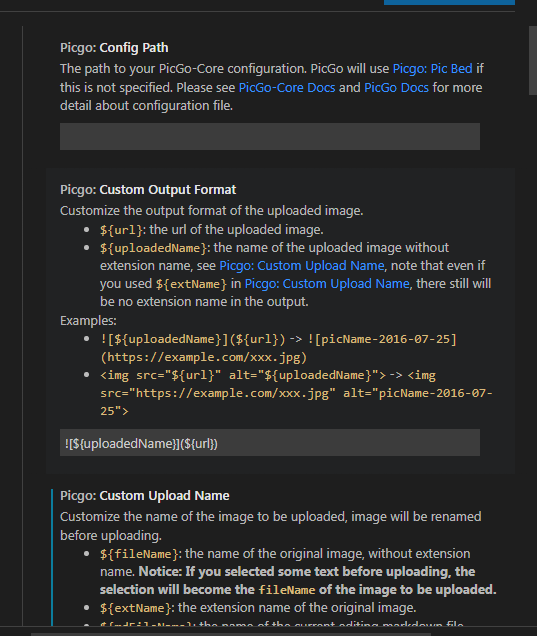 Picgo: Config Path
The path to your PicGo-Core configuration. PicGo will use Picgo: Pic Bed if
this is not specified. Please see PicGo-Core Docs and PicGo Docs for more
detail about configuration file.
Picgo: Custom Output Format
Customize the output format of the uploaded image.
• ${url}: the url of the uploaded image.
• ${uploadedName}: the name of the uploaded image without
extension name, see Picgo: Custom Upload Name, note that even if
you used ${extName} in Picgo: Custom Upload Name, there still will
be no extension name in the output.
Examples:
• ![${uploadedName}](${url}) -> ![picName-2016-07-25]
(https://example.com/xxx.jpg)
• <img src="${url}" alt="${uploadedName}"> -> <img
src="https://example.com/xxx.jpg" alt="picName-2016-07-
25">
![${uploadedName}](${url})
Picgo: Custom Upload Name
Customize the name of the image to be uploaded, image will be renamed
before uploading.
• ${fileName}: the name of the original image, without extension
name. Notice: If you selected some text before uploading, the
selection will become the fileName of the image to be uploaded.
• ${extName}: the extension name of the original image.
• ${mdFileName}: the name of the current editing markdown file